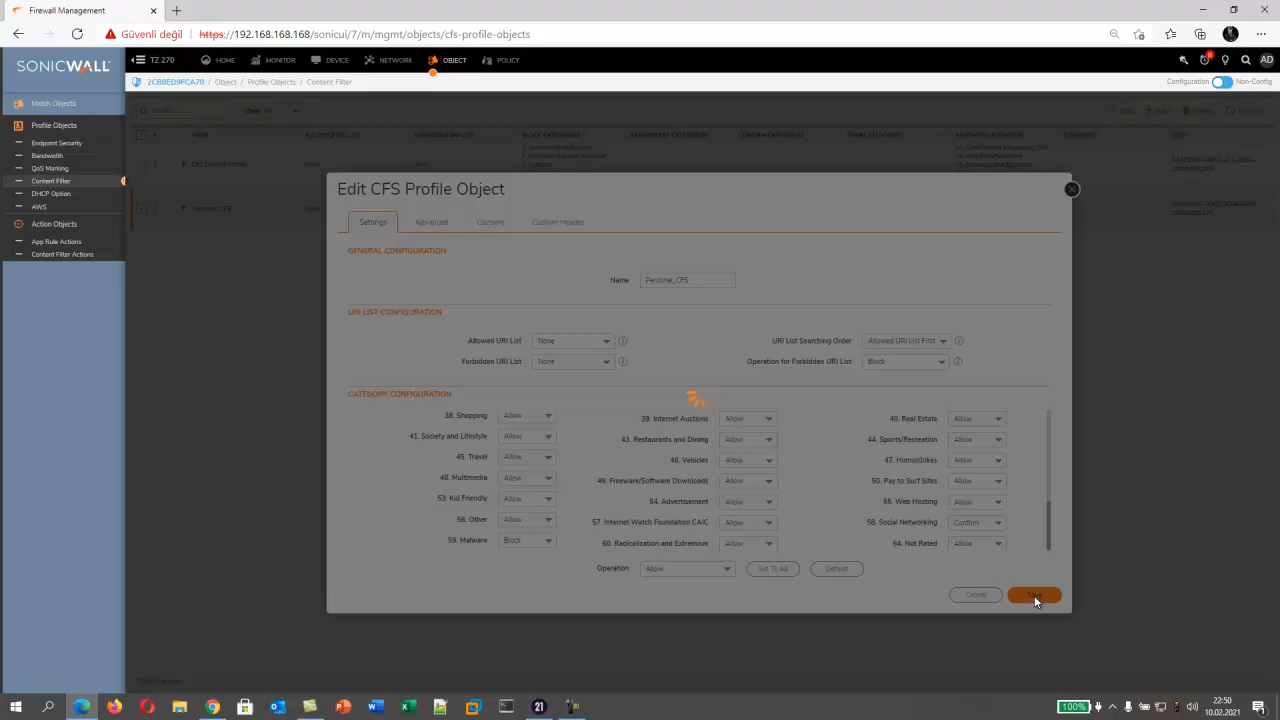 Firewall Management
Güvenli değil
https://192.168.168.168/sonicui/7/m/mgmt/objects/cfs-profile-objects
SONICWALL
TZ 270
HOME
MONITOR
DEVICE
NETWORK
OBJECT
POLICY
8
AD
2CB8ED9FCA70 / Object / Profile Objects / Content Filter
Configuration
Non-Config
Match Objects
Profile Objects
Endpoint Security
Bandwidth
QoS Marking
Content Filter
DHCP Option
AWS
Action Objects
App Rule Actions
Content Filter Actions
Search...
View: All
NAME
Edit CFS Profile Object
Settings
Advanced
Consent
Custom Header
GENERAL CONFIGURATION
Name
Personel_CFS
URI LIST CONFIGURATION
Allowed URI List
None
URI List Searching Order
Allowed URI List First
Forbidden URI List
None
Operation for Forbidden URI List
Block
CATEGORY CONFIGURATION
38. Shopping Allow 39. Internet Auctions Allow 40. Real Estate Allow
41. Society and Lifestyle Allow 43. Restaurants and Dining Allow 44. Sports/Recreation Allow
45. Travel Allow 46. Vehicles Allow 47. Humor/Jokes Allow
48. Multimedia Allow 49. Freeware/Software Downloads Allow 50. Pay to Surf Sites Allow
53. Kid Friendly Allow 54. Advertisement Allow 55. Web Hosting Allow
56. Other Allow 57. Internet Watch Foundation CAIC Allow 58. Social Networking Confirm
59. Malware Block 60. Radicalization and Extremism Allow 64. Not Rated Allow
Operation
Allow
Set To All
Default
Cancel
Save
100%
21
22:50
10.02.2021